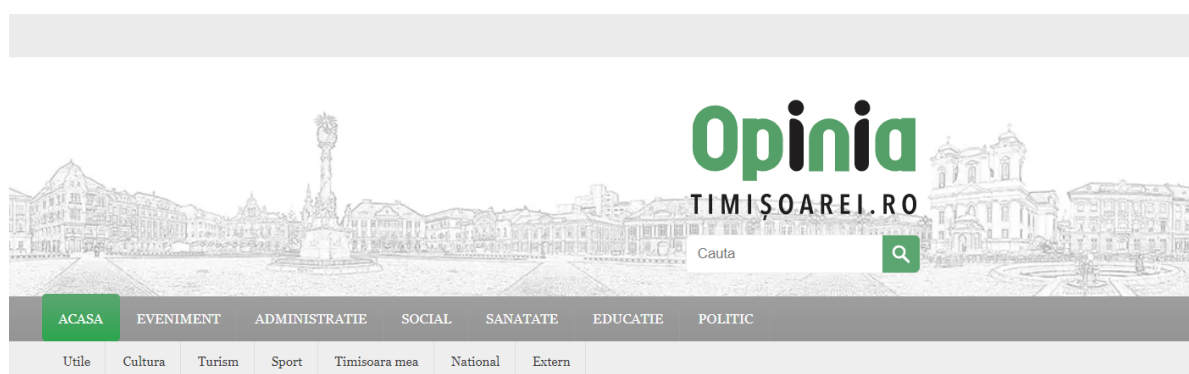 Opinia
TIMIȘOAREI.RO
Cauta
ACASA EVENIMENT ADMINISTRATIE SOCIAL SANATATE EDUCATIE POLITIC
Utile Cultura Turism Sport Timisoara mea National Extern